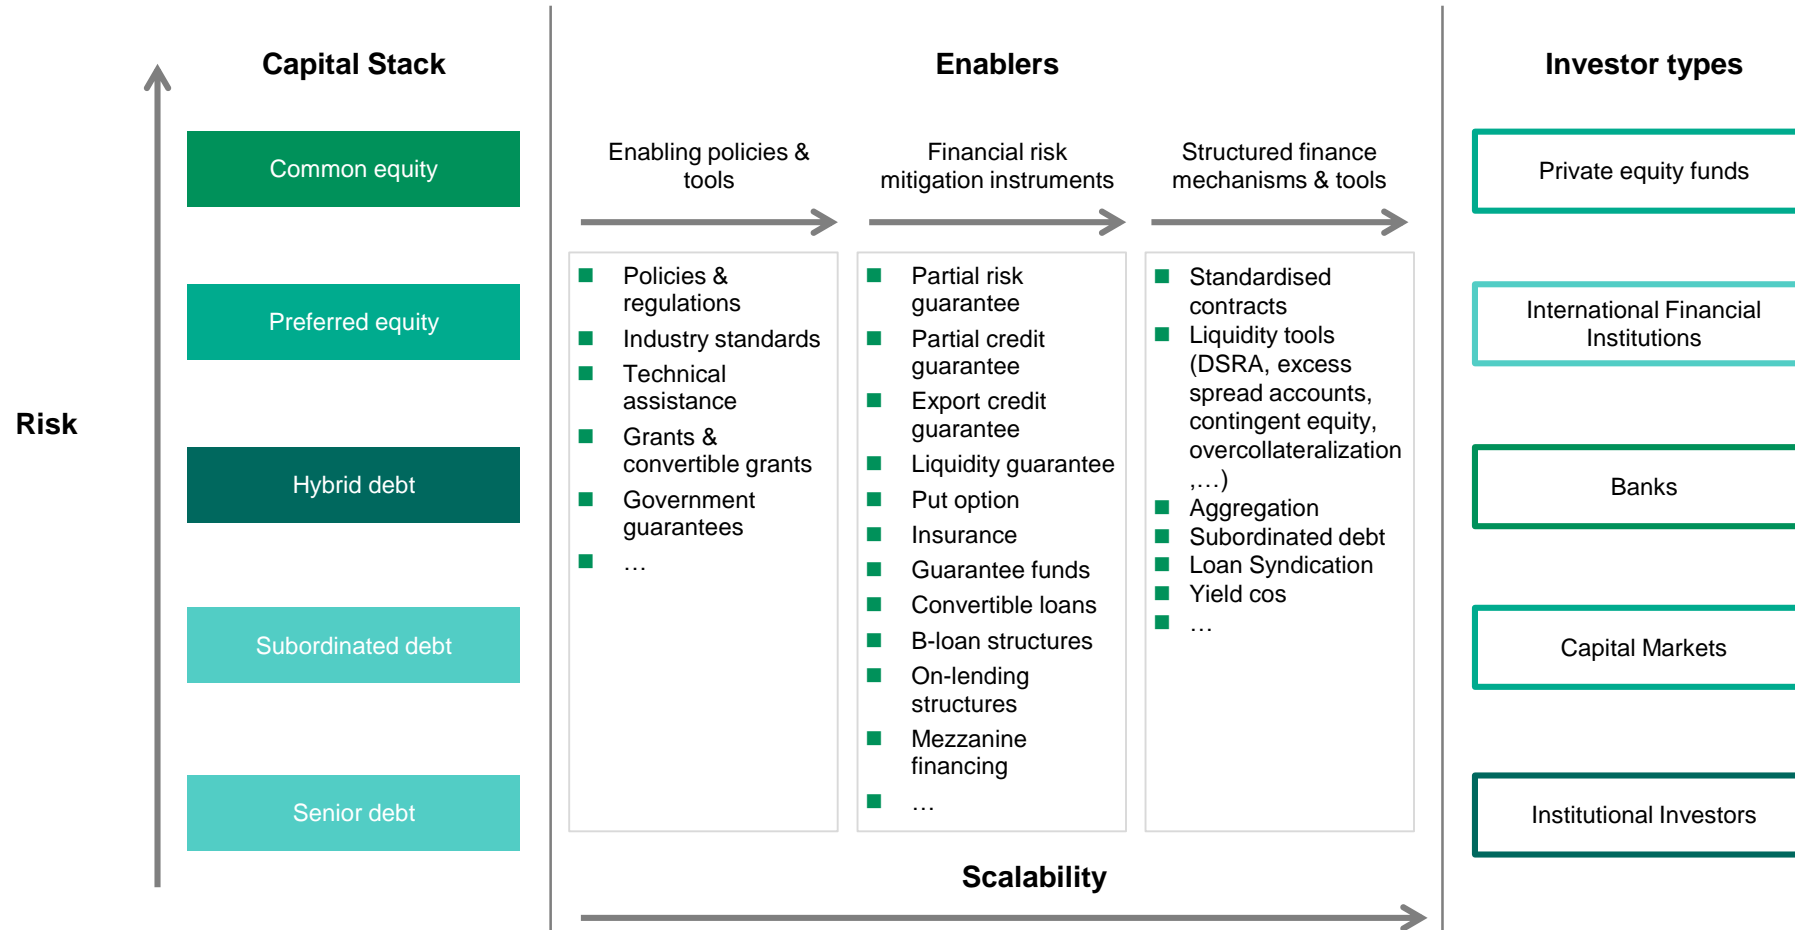 Capital Stack
Enablers
Investor types
Risk
Common equity
Preferred equity
Hybrid debt
Subordinated debt
Senior debt
Enabling policies &
tools
Policies &
regulations
Industry standards
Technical
assistance
Grants &
convertible grants
Government
guarantees
…
Financial risk
mitigation instruments
Partial risk
guarantee
Partial credit
guarantee
Export credit
guarantee
Liquidity guarantee
Put option
Insurance
Guarantee funds
Convertible loans
B-loan structures
On-lending
structures
Mezzanine
financing
…
Structured finance
mechanisms & tools
Standardised
contracts
Liquidity tools
(DSRA, excess
spread accounts,
contingent equity,
overcollateralization
,…)
Aggregation
Subordinated debt
Loan Syndication
Yield cos
…
Scalability
Private equity funds
International Financial
Institutions
Banks
Capital Markets
Institutional Investors